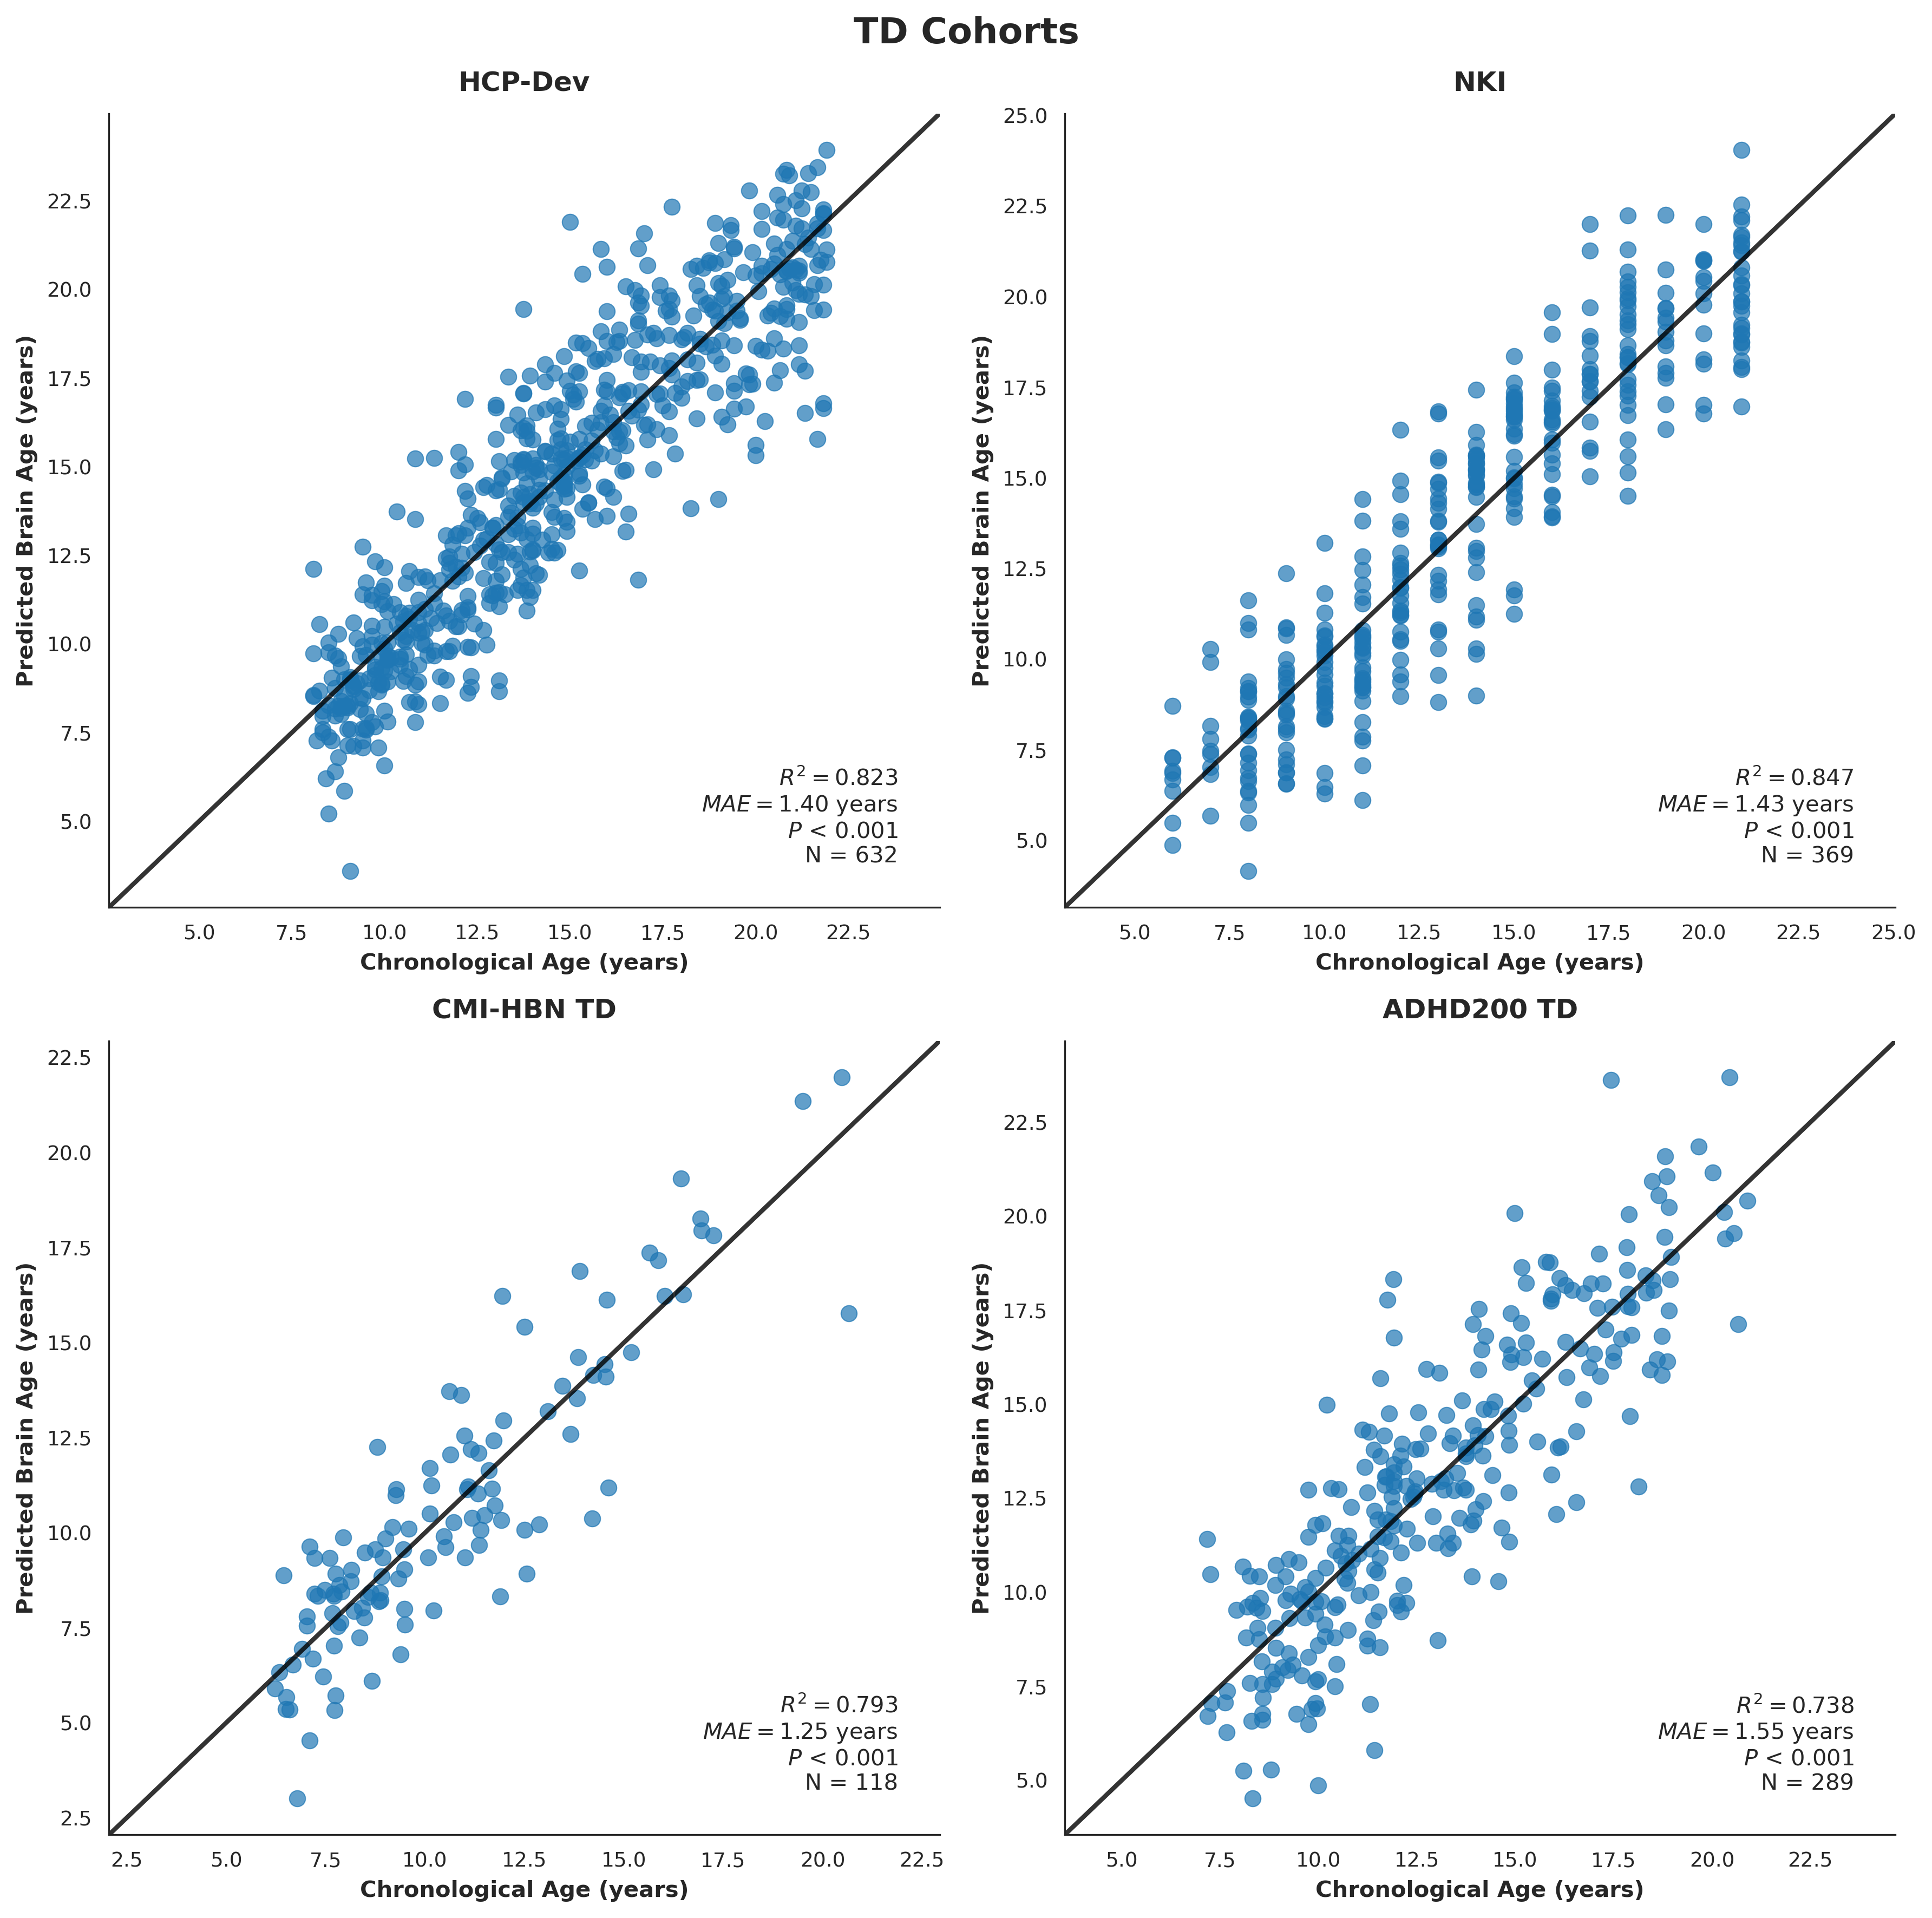 TD Cohorts
HCP-Dev
22.5
20.0
17.5
15.0
12.5
10.0
7.5
5.0
Predicted Brain Age (years)
R² = 0.823
MAE = 1.40 years
P < 0.001
N = 632
5.0 7.5 10.0 12.5 15.0 17.5 20.0 22.5
Chronological Age (years)
NKI
25.0
22.5
20.0
17.5
15.0
12.5
10.0
7.5
5.0
Predicted Brain Age (years)
R² = 0.847
MAE = 1.43 years
P < 0.001
N = 369
5.0 7.5 10.0 12.5 15.0 17.5 20.0 22.5 25.0
Chronological Age (years)
CMI-HBN TD
22.5
20.0
17.5
15.0
12.5
10.0
7.5
5.0
2.5
Predicted Brain Age (years)
R² = 0.793
MAE = 1.25 years
P < 0.001
N = 118
2.5 5.0 7.5 10.0 12.5 15.0 17.5 20.0 22.5
Chronological Age (years)
ADHD200 TD
22.5
20.0
17.5
15.0
12.5
10.0
7.5
5.0
Predicted Brain Age (years)
R² = 0.738
MAE = 1.55 years
P < 0.001
N = 289
5.0 7.5 10.0 12.5 15.0 17.5 20.0 22.5
Chronological Age (years)